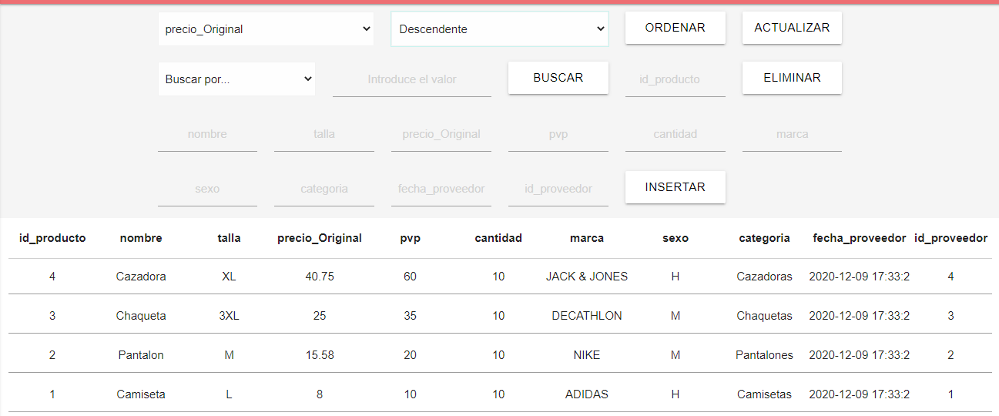 precio_Original Descendente ORDENAR ACTUALIZAR
Buscar por... Introduce el valor BUSCAR id_producto ELIMINAR
nombre talla precio_Original pvp cantidad marca
sexo categoria fecha_proveedor id_proveedor INSERTAR
id_producto nombre talla precio_Original pvp cantidad marca sexo categoria fecha_proveedor id_proveedor
4 Cazadora XL 40.75 60 10 JACK & JONES H Cazadoras 2020-12-09 17:33:2 4
3 Chaqueta 3XL 25 35 10 DECATHLON M Chaquetas 2020-12-09 17:33:2 3
2 Pantalon M 15.58 20 10 NIKE M Pantalones 2020-12-09 17:33:2 2
1 Camiseta L 8 10 10 ADIDAS H Camisetas 2020-12-09 17:33:2 1